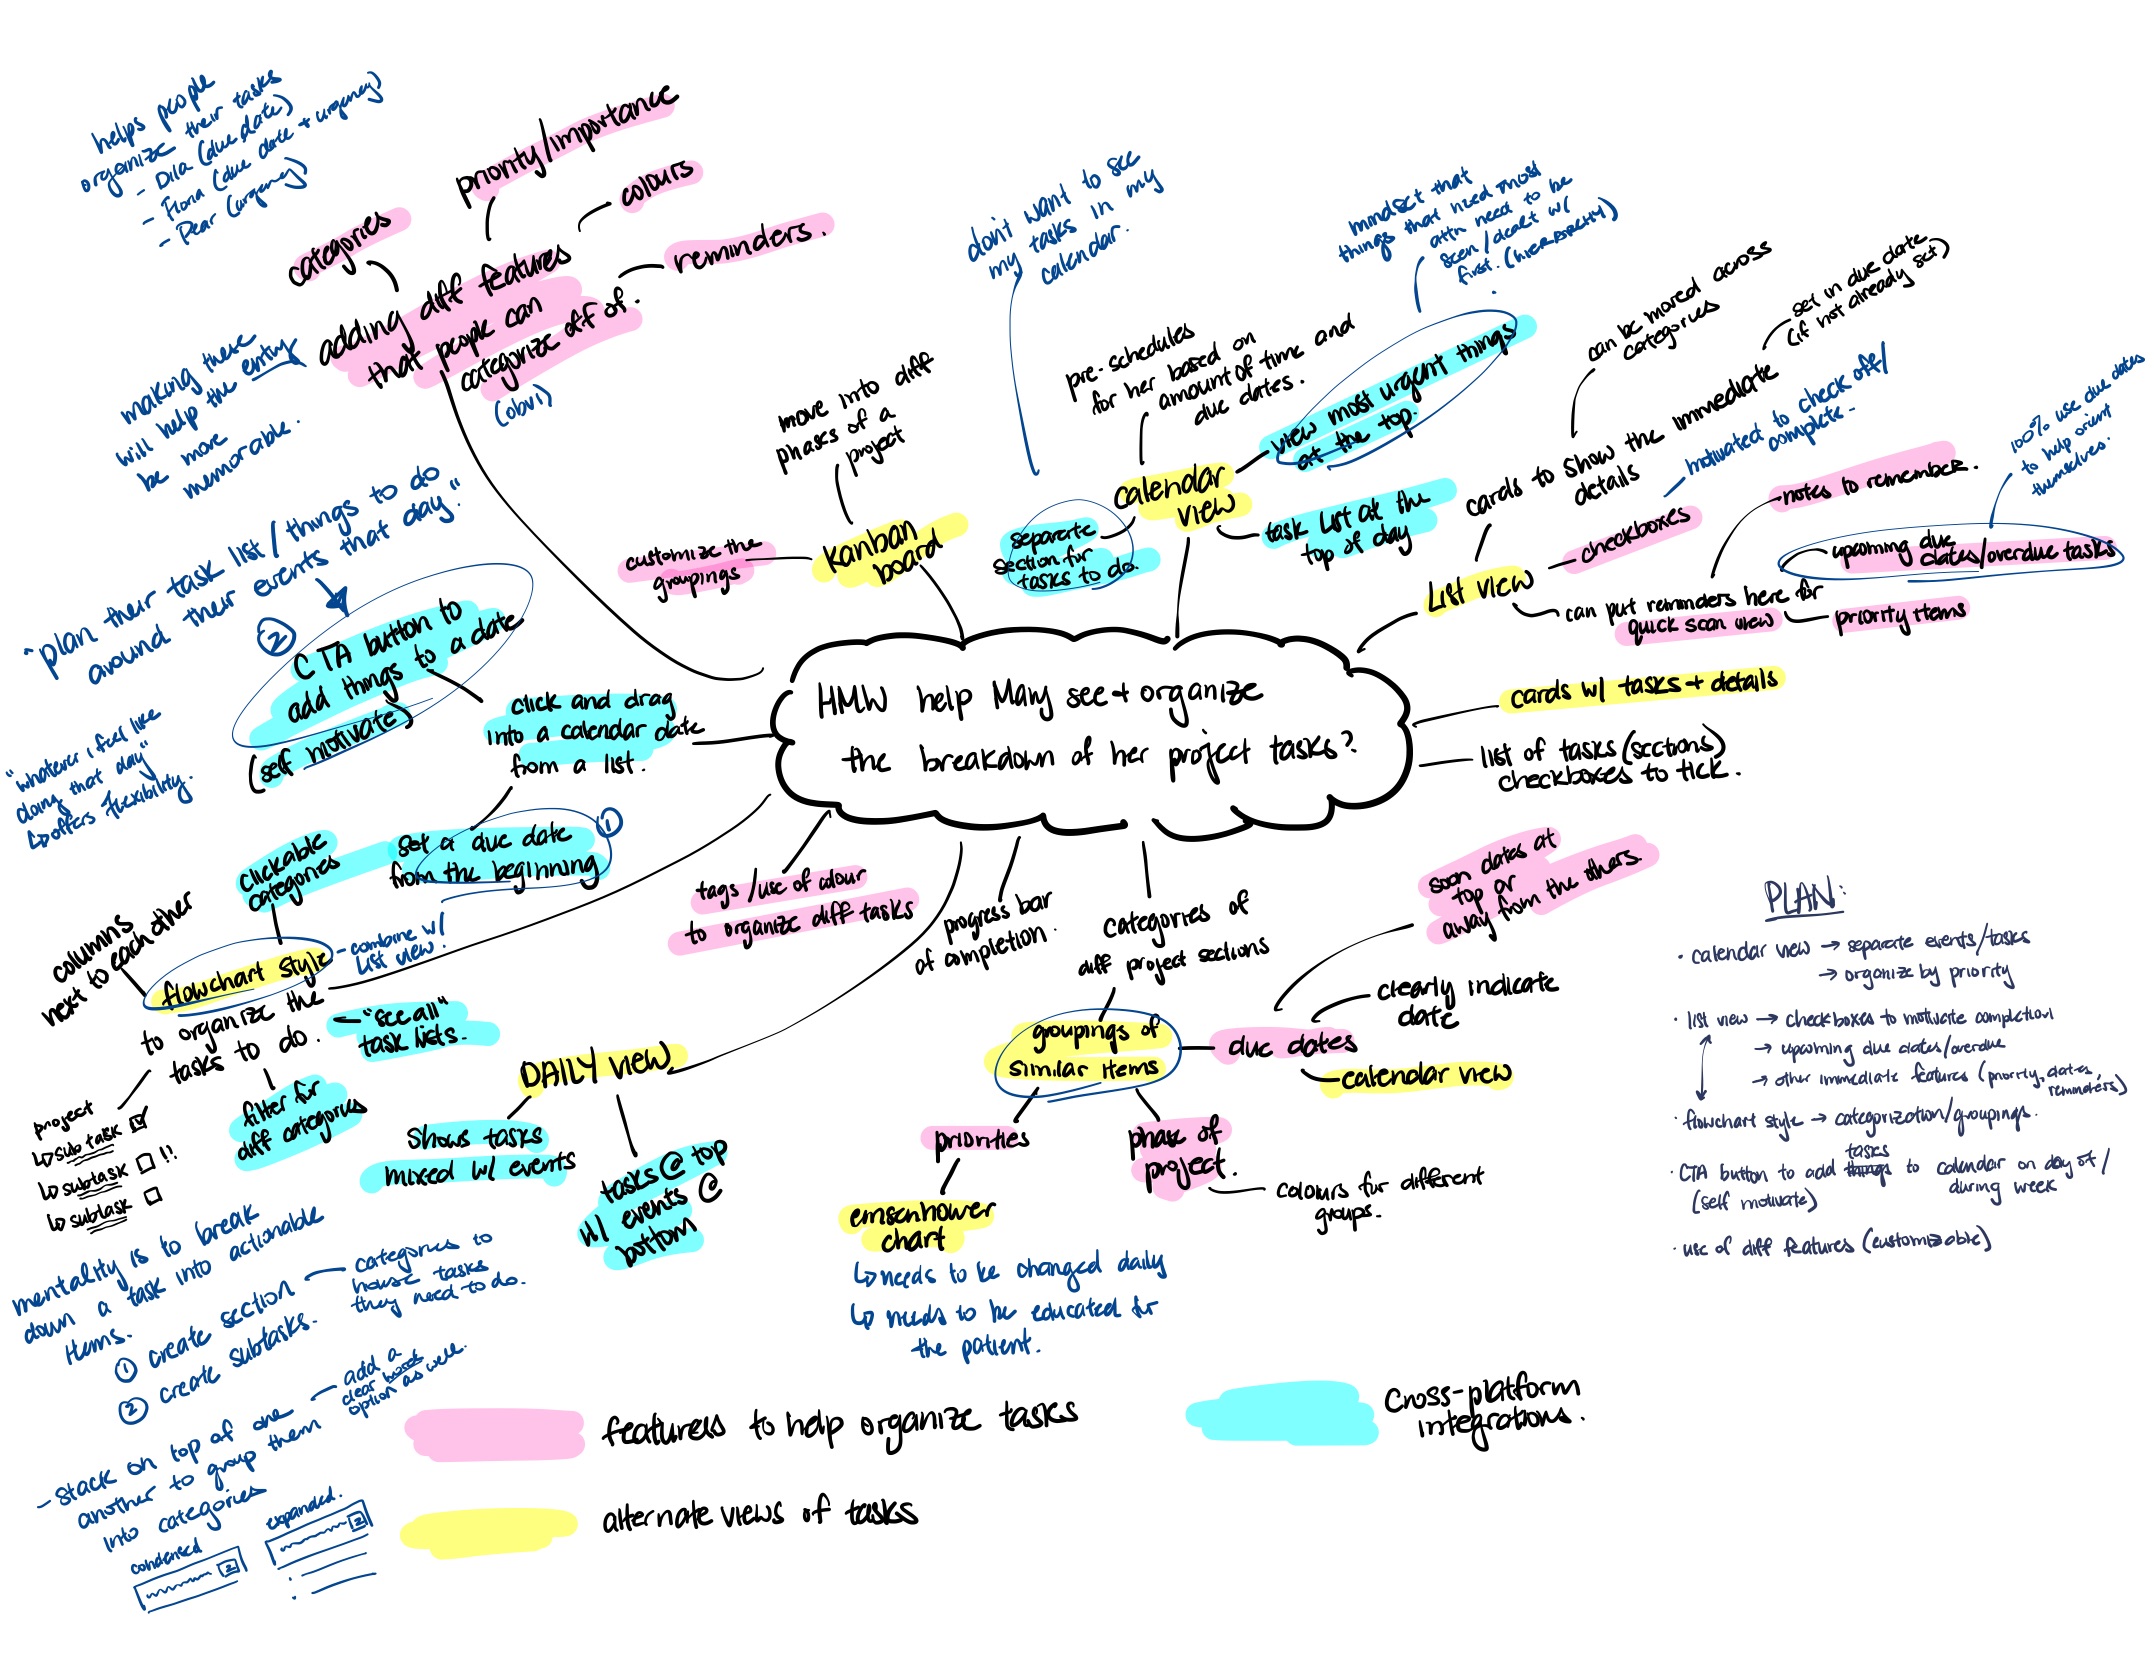 helps people
organize their tasks
- Dila (due date)
- Fiona (due date + urgency)
- Pear (urgency)
categories
priority/importance
colours
reminders.
adding diff features
that people can
categorize off of.
(obvi)
making these
will help the entry
be more
memorable.
"plan their task list/things to do
around their events that day."
②
CTA button to
add things to a date
(self motivate)
"whatever i feel like
doing that day"
↳ offers flexibility.
click and drag
into a calendar date
from a list.
set a due date
from the beginning
①
clickable
categories
columns
next to each other
flowchart style
- combine w/
list view.
to organize the
tasks to do.
"see all"
task lists.
filter for
diff categories
project
↳ subtask ☑
↳ subtask ☐ !!
↳ subtask ☐
mentality is to break
down a task into actionable
items.
① create section
② create subtasks.
categories to
house tasks
they need to do.
- stack on top of one
another to group them
into categories
add a
clear
option as well.
condensed
2
expanded.
2
move into diff
phases of a
project
customize the
groupings
kanban
board
don't want to see
my tasks in my
calendar.
pre-schedules
for her based on
amount of time and
due dates.
calendar
view
separate
section for
tasks to do.
mindset that
things that need most
attn need to be
seen/dealt w/
first. (hierarchy)
view most urgent things
at the top.
task list at the
top of day
can be moved across
categories
set in due date
(if not already set)
cards to show the immediate
details
motivated to check off/
complete.
list view
checkboxes
notes to remember.
100% use due dates
to help orient
themselves.
upcoming due
dates/overdue tasks
can put reminders here for
quick scan view
priority items
cards w/ tasks + details
list of tasks (sections)
checkboxes to tick.
HMW help Mary see + organize
the breakdown of her project tasks?
tags/use of colour
to organize diff tasks
progress bar
of completion.
categories of
diff project sections
groupings of
similar items
soon dates at
top or
away from the others.
due dates
clearly indicate
date
calendar view
priorities
phase of
project.
colours for different
groups.
emsenhower
chart
↳ needs to be changed daily
↳ needs to be educated for
the patient.
DAILY VIEW
shows tasks
mixed w/ events
tasks @ top
w/ events @
bottom
PLAN:
· calendar view → separate events/tasks
→ organize by priority
· list view → checkboxes to motivate completion
→ upcoming due dates/overdue
→ other immediate features (priority, dates, reminders)
· flowchart style → categorization/groupings.
· CTA button to add things tasks to calendar on day of/
(self motivate) during week
· use of diff features (customizable)
features to help organize tasks
cross-platform
integrations.
alternate views of tasks